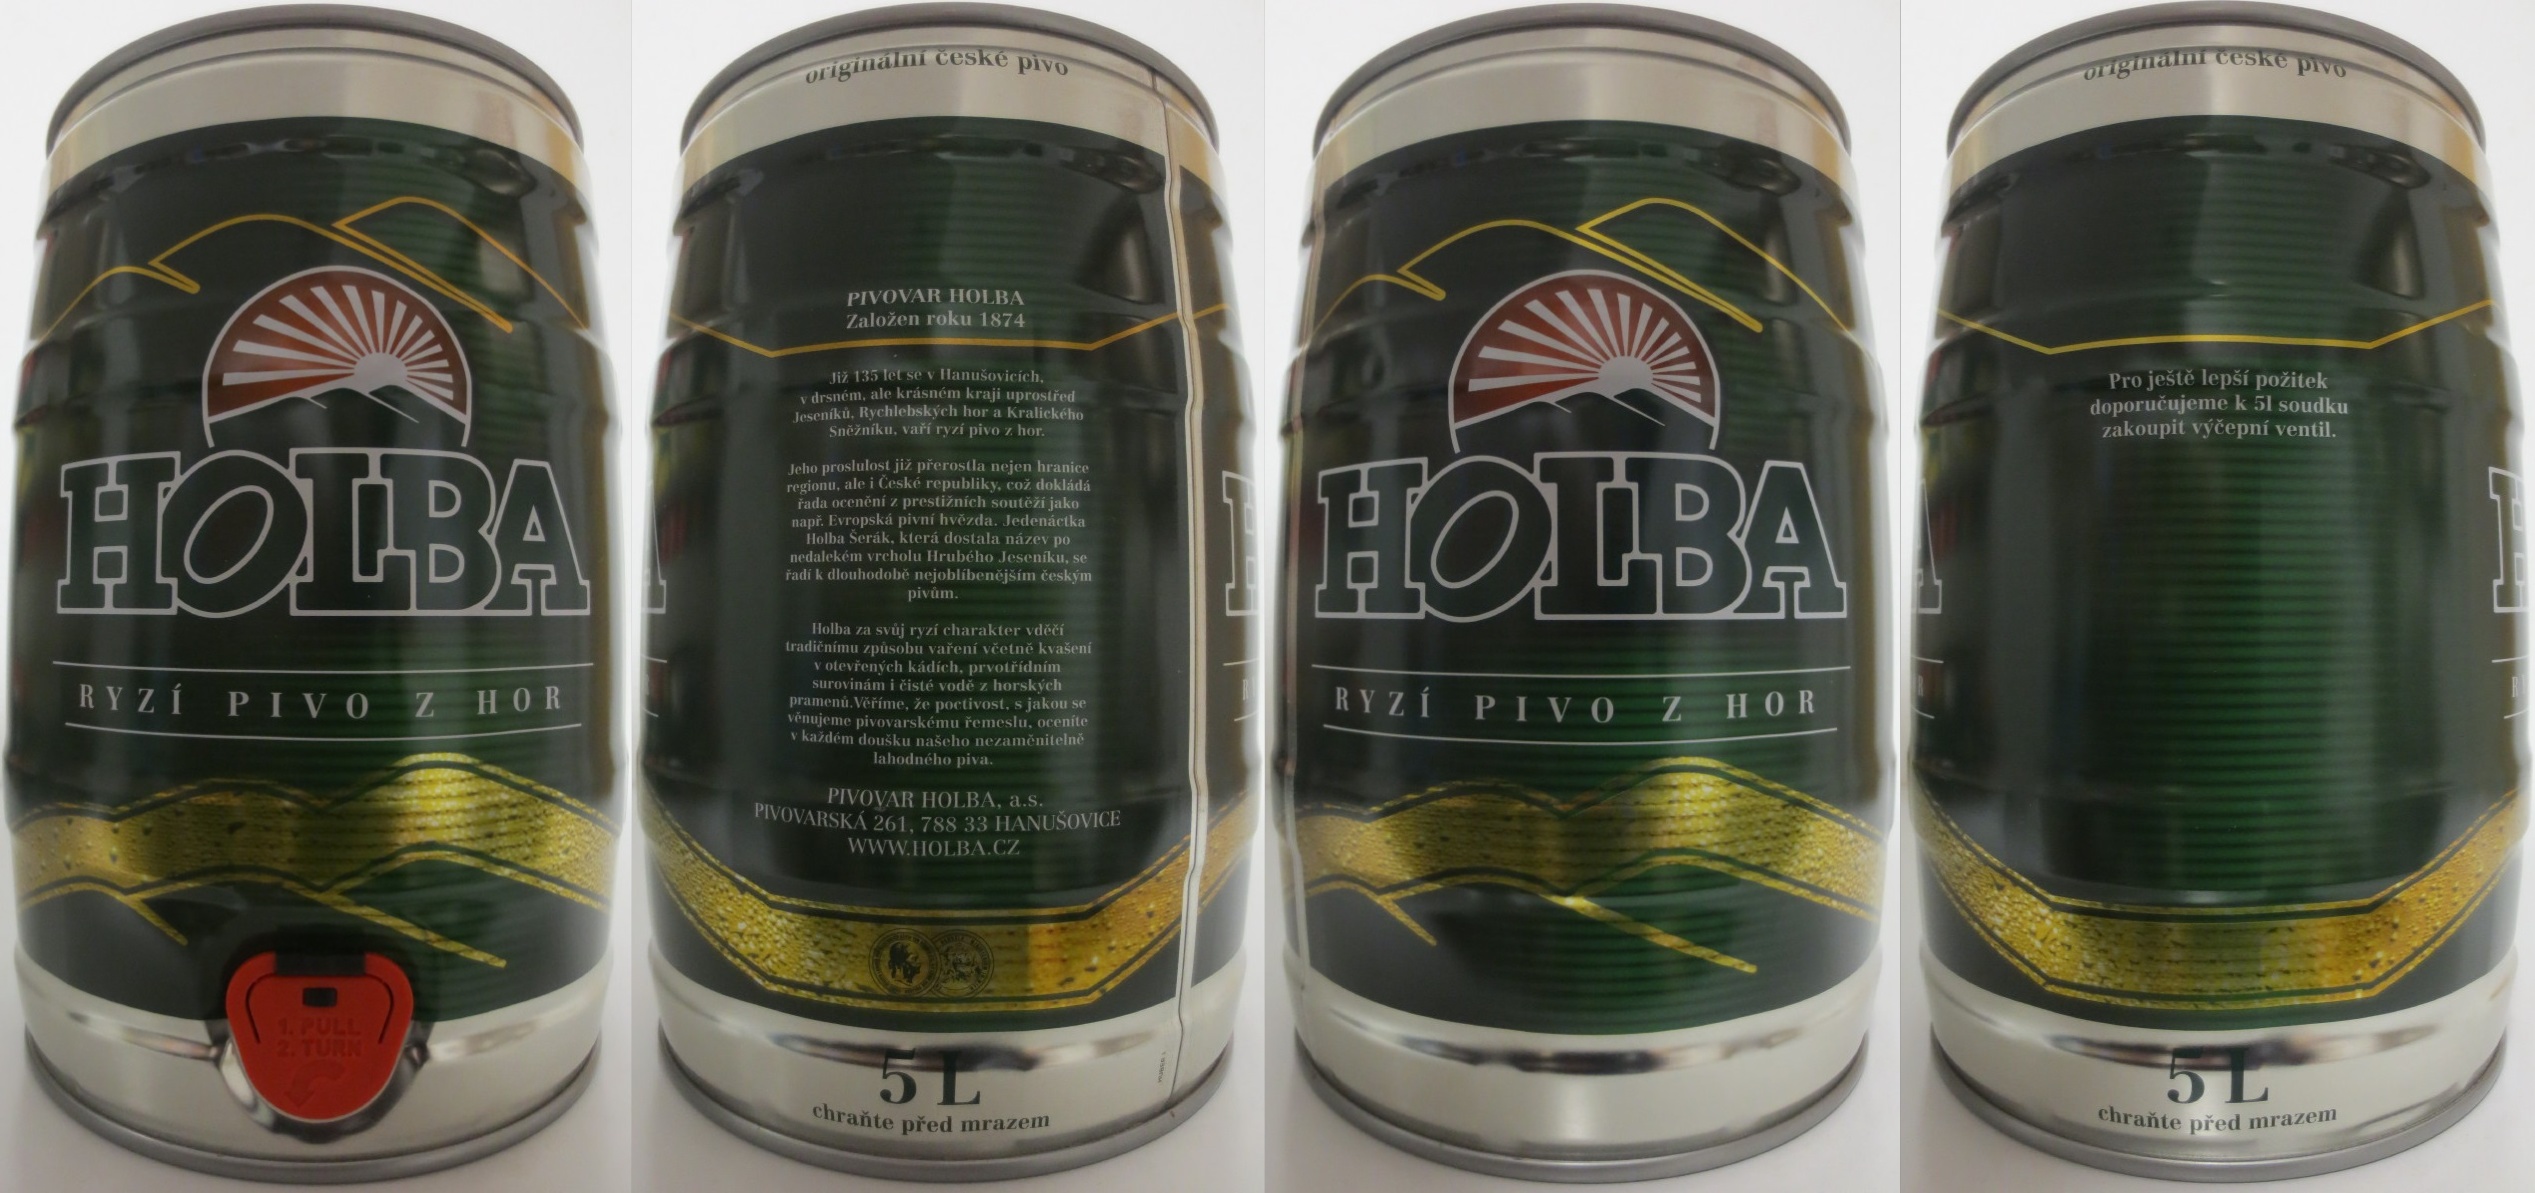 HOLBA
RYZÍ PIVO Z HOR
1. PULL
2. TURN
originální české pivo
PIVOVAR HOLBA
Založen roku 1874
Již 135 let se v Hanušovicích,
v drsném, ale krásném kraji uprostřed
Jeseníků, Rychlebských hor a Kralického
Sněžníku, vaří ryzí pivo z hor.
Jeho proslulost již přerostla nejen hranice
regionu, ale i České republiky, což dokládá
řada ocenění z prestižních soutěží jako
např. Evropská pivní hvězda. Jedenáctka
Holba Šerák, která dostala název po
nedalekém vrcholu Hrubého Jeseníku, se
řadí k dlouhodobě nejoblíbenějším českým
pivům.
Holba za svůj ryzí charakter vděčí
tradičnímu způsobu vaření včetně kvašení
v otevřených kádích, prvotřídním
surovinám i čisté vodě z horských
pramenů.Věříme, že poctivost, s jakou se
věnujeme pivovarskému řemeslu, oceníte
v každém doušku našeho nezaměnitelně
lahodného piva.
PIVOVAR HOLBA, a.s.
PIVOVARSKÁ 261, 788 33 HANUŠOVICE
WWW.HOLBA.CZ
5 L
chraňte před mrazem
HOLBA
RYZÍ PIVO Z HOR
originální české pivo
Pro ještě lepší požitek
doporučujeme k 5l soudku
zakoupit výčepní ventil.
5 L
chraňte před mrazem